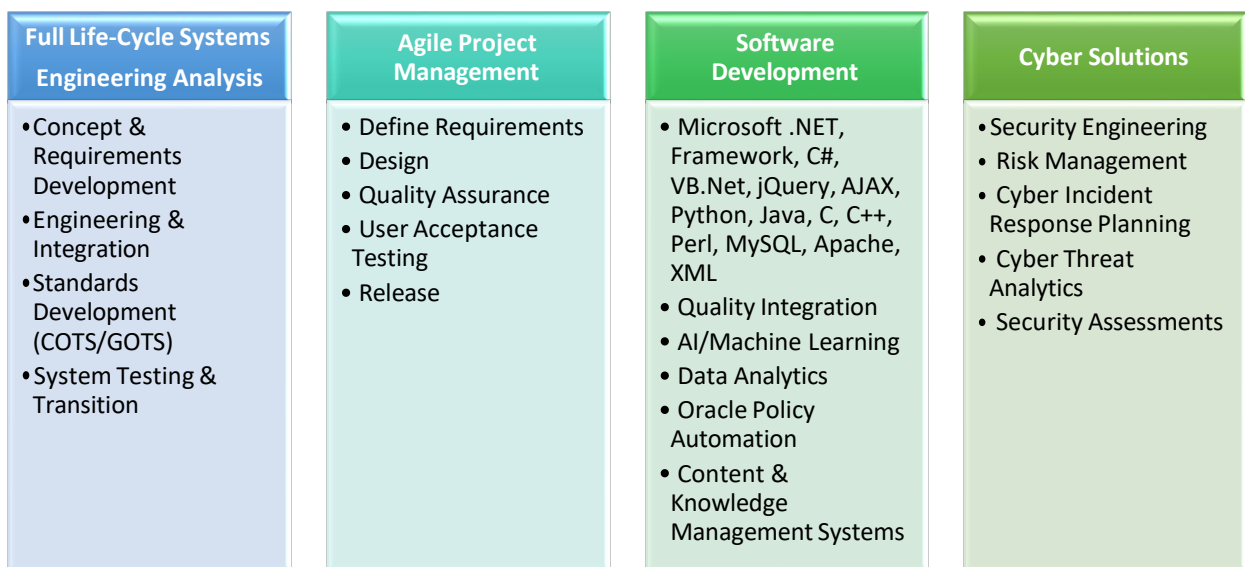 Full Life-Cycle Systems
Engineering Analysis
•Concept &
Requirements
Development
•Engineering &
Integration
•Standards
Development
(COTS/GOTS)
•System Testing &
Transition
Agile Project
Management
• Define Requirements
• Design
• Quality Assurance
• User Acceptance
Testing
• Release
Software
Development
• Microsoft .NET,
Framework, C#,
VB.Net, jQuery, AJAX,
Python, Java, C, C++,
Perl, MySQL, Apache,
XML
• Quality Integration
• AI/Machine Learning
• Data Analytics
• Oracle Policy
Automation
• Content &
Knowledge
Management Systems
Cyber Solutions
•Security Engineering
• Risk Management
• Cyber Incident
Response Planning
• Cyber Threat
Analytics
• Security Assessments